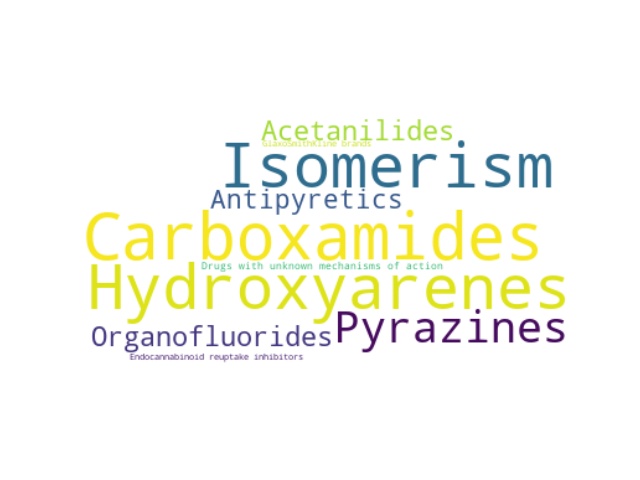 Acetanilides
GlaxoSmithKline brands
Isomerism
Antipyretics
Carboxamides
Drugs with unknown mechanisms of action
Hydroxyarenes
Pyrazines
Organofluorides
Endocannabinoid reuptake inhibitors